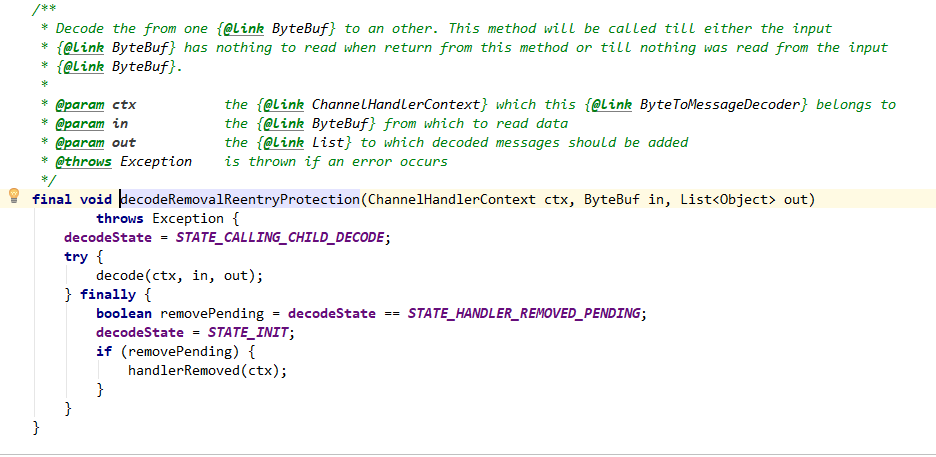 /**
 * Decode the from one {@link ByteBuf} to an other. This method will be called till either the input
 * {@link ByteBuf} has nothing to read when return from this method or till nothing was read from the input
 * {@link ByteBuf}.
 *
 * @param ctx           the {@link ChannelHandlerContext} which this {@link ByteToMessageDecoder} belongs to
 * @param in            the {@link ByteBuf} from which to read data
 * @param out           the {@link List} to which decoded messages should be added
 * @throws Exception    is thrown if an error occurs
 */
final void decodeRemovalReentryProtection(ChannelHandlerContext ctx, ByteBuf in, List<Object> out)
        throws Exception {
    decodeState = STATE_CALLING_CHILD_DECODE;
    try {
        decode(ctx, in, out);
    } finally {
        boolean removePending = decodeState == STATE_HANDLER_REMOVED_PENDING;
        decodeState = STATE_INIT;
        if (removePending) {
            handlerRemoved(ctx);
        }
    }
}